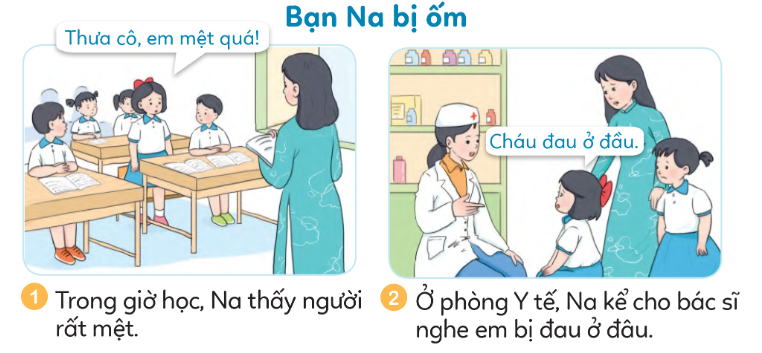 Bạn Na bị ốm
Thưa cô, em mệt quá!
Cháu đau ở đầu.
1 Trong giờ học, Na thấy người
rất mệt.
2 Ở phòng Y tế, Na kể cho bác sĩ
nghe em bị đau ở đâu.